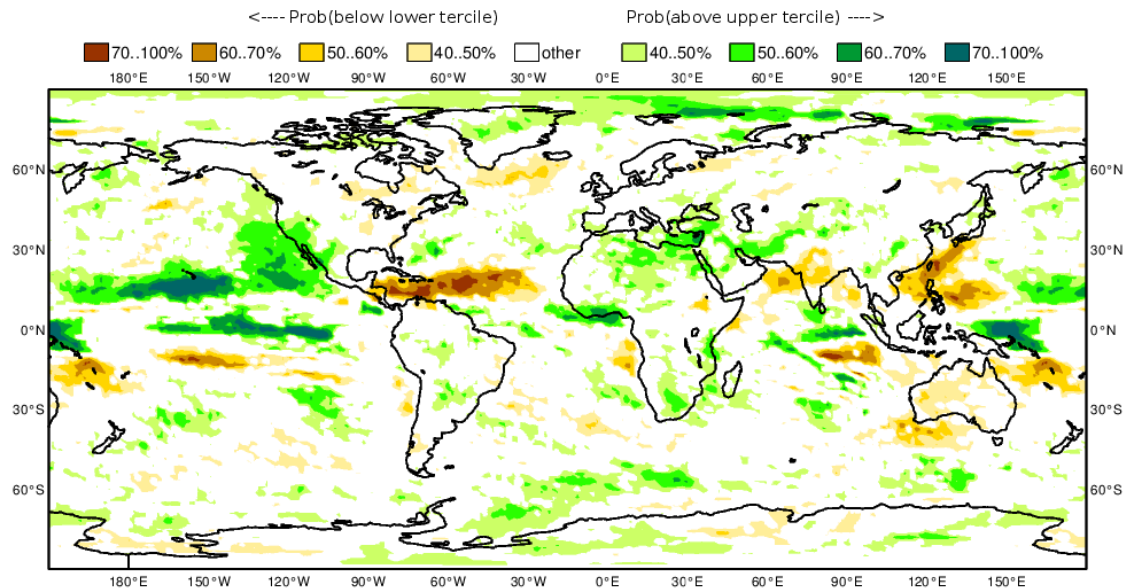 <---- Prob(below lower tercile) Prob(above upper tercile) ---->
70..100% 60..70% 50..60% 40..50% other 40..50% 50..60% 60..70% 70..100%
180°E 150°W 120°W 90°W 60°W 30°W 0°E 30°E 60°E 90°E 120°E 150°E
60°N 60°N
30°N 30°N
0°N 0°N
30°S 30°S
60°S 60°S
180°E 150°W 120°W 90°W 60°W 30°W 0°E 30°E 60°E 90°E 120°E 150°E